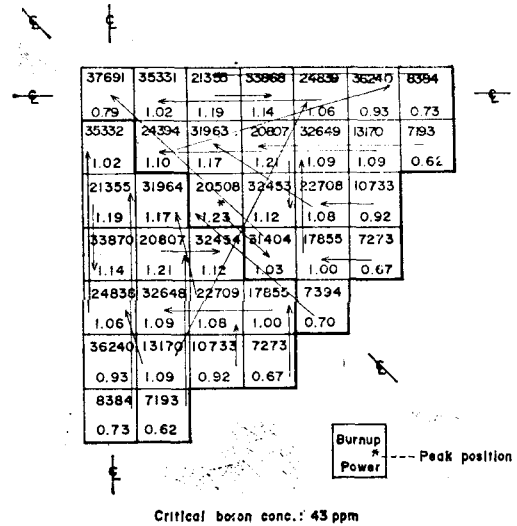 37691 35331 21355 33868 24839 36240 8384
0.79 1.02 1.19 1.14 1.06 0.93 0.73
35332 24394 31963 20807 32649 13170 7193
1.02 1.10 1.17 1.21 1.09 1.09 0.62
21355 31964 20508 32453 22708 10733
*
1.19 1.17 1.23 1.12 1.08 0.92
33870 20807 32454 31404 17855 7273
1.14 1.21 1.12 1.03 1.00 0.67
24838 32648 22709 17855 7394
1.06 1.09 1.08 1.00 0.70
36240 13170 10733 7273
0.93 1.09 0.92 0.67
8384 7193
0.73 0.62
Burnup
* ---- Peak position
Power
Critical boron conc.: 43 ppm